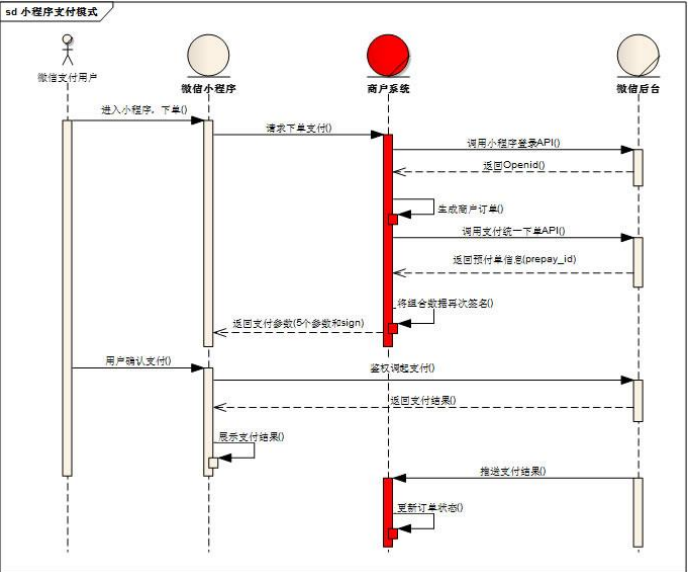 sd 小程序支付模式
微信支付用户
微信小程序
商户系统
微信后台
进入小程序，下单()
请求下单支付()
调用小程序登录API()
返回Openid()
生成商户订单()
调用支付统一下单API()
返回预付单信息(prepay_id)
将组合数据再次签名()
返回支付参数(5个参数和sign)
用户确认支付()
鉴权调起支付()
返回支付结果()
展示支付结果()
推送支付结果()
更新订单状态()